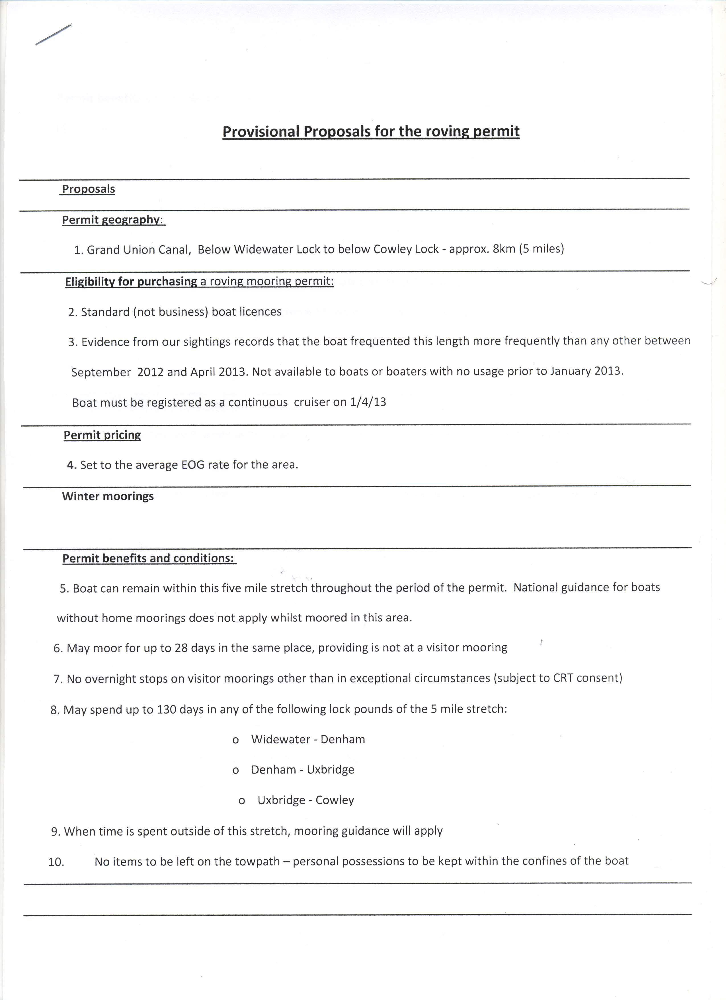 Provisional Proposals for the roving permit
Proposals
Permit geography:
1. Grand Union Canal, Below Widewater Lock to below Cowley Lock - approx. 8km (5 miles)
Eligibility for purchasing a roving mooring permit:
2. Standard (not business) boat licences
3. Evidence from our sightings records that the boat frequented this length more frequently than any other between
September 2012 and April 2013. Not available to boats or boaters with no usage prior to January 2013.
Boat must be registered as a continuous cruiser on 1/4/13
Permit pricing
4. Set to the average EOG rate for the area.
Winter moorings
Permit benefits and conditions:
5. Boat can remain within this five mile stretch throughout the period of the permit. National guidance for boats
without home moorings does not apply whilst moored in this area.
6. May moor for up to 28 days in the same place, providing is not at a visitor mooring
7. No overnight stops on visitor moorings other than in exceptional circumstances (subject to CRT consent)
8. May spend up to 130 days in any of the following lock pounds of the 5 mile stretch:
o Widewater - Denham
o Denham - Uxbridge
o Uxbridge - Cowley
9. When time is spent outside of this stretch, mooring guidance will apply
10. No items to be left on the towpath – personal possessions to be kept within the confines of the boat